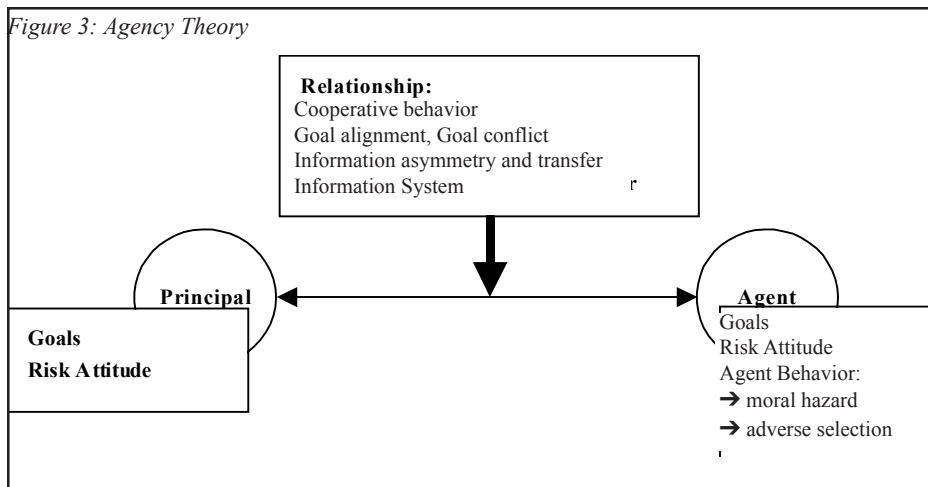 Figure 3: Agency Theory
Relationship:
Cooperative behavior
Goal alignment, Goal conflict
Information asymmetry and transfer
Information System
r
Principal
Goals
Risk Attitude
Agent
Goals
Risk Attitude
Agent Behavior:
➔ moral hazard
➔ adverse selection